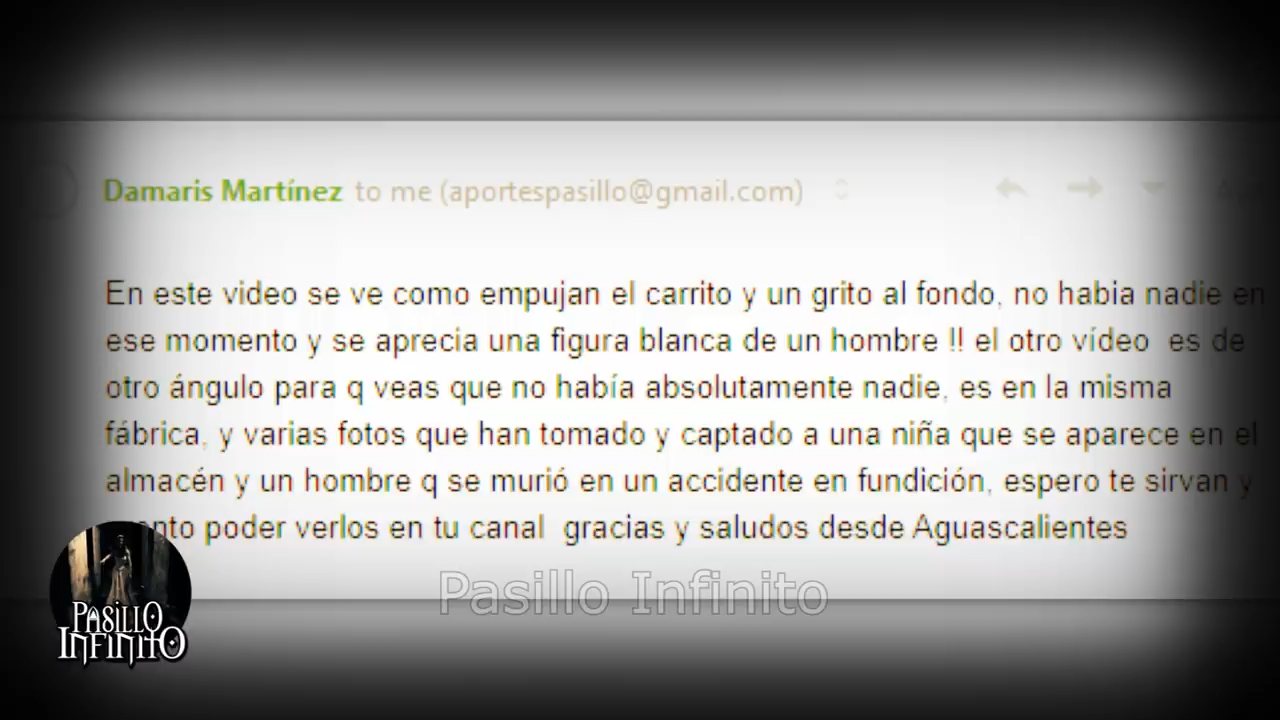 Damaris Martínez to me (aportespasillo@gmail.com)
En este video se ve como empujan el carrito y un grito al fondo, no habia nadie en
ese momento y se aprecia una figura blanca de un hombre !! el otro vídeo es de
otro ángulo para q veas que no había absolutamente nadie, es en la misma
fábrica, y varias fotos que han tomado y captado a una niña que se aparece en el
almacén y un hombre q se murió en un accidente en fundición, espero te sirvan y
poder verlos en tu canal gracias y saludos desde Aguascalientes
Pasillo Infinito
PASILLO
INFINITO